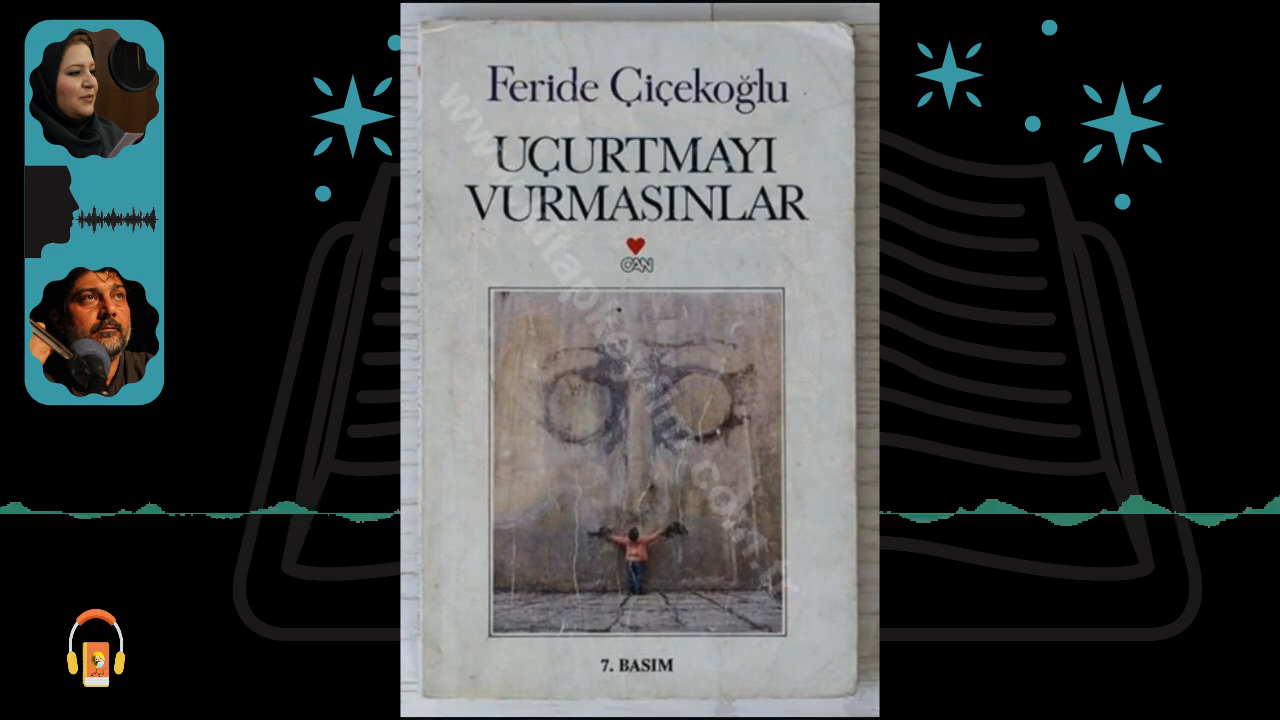 Feride Çiçekoğlu
UÇURTMAYI
VURMASINLAR
CAN
7. BASIM